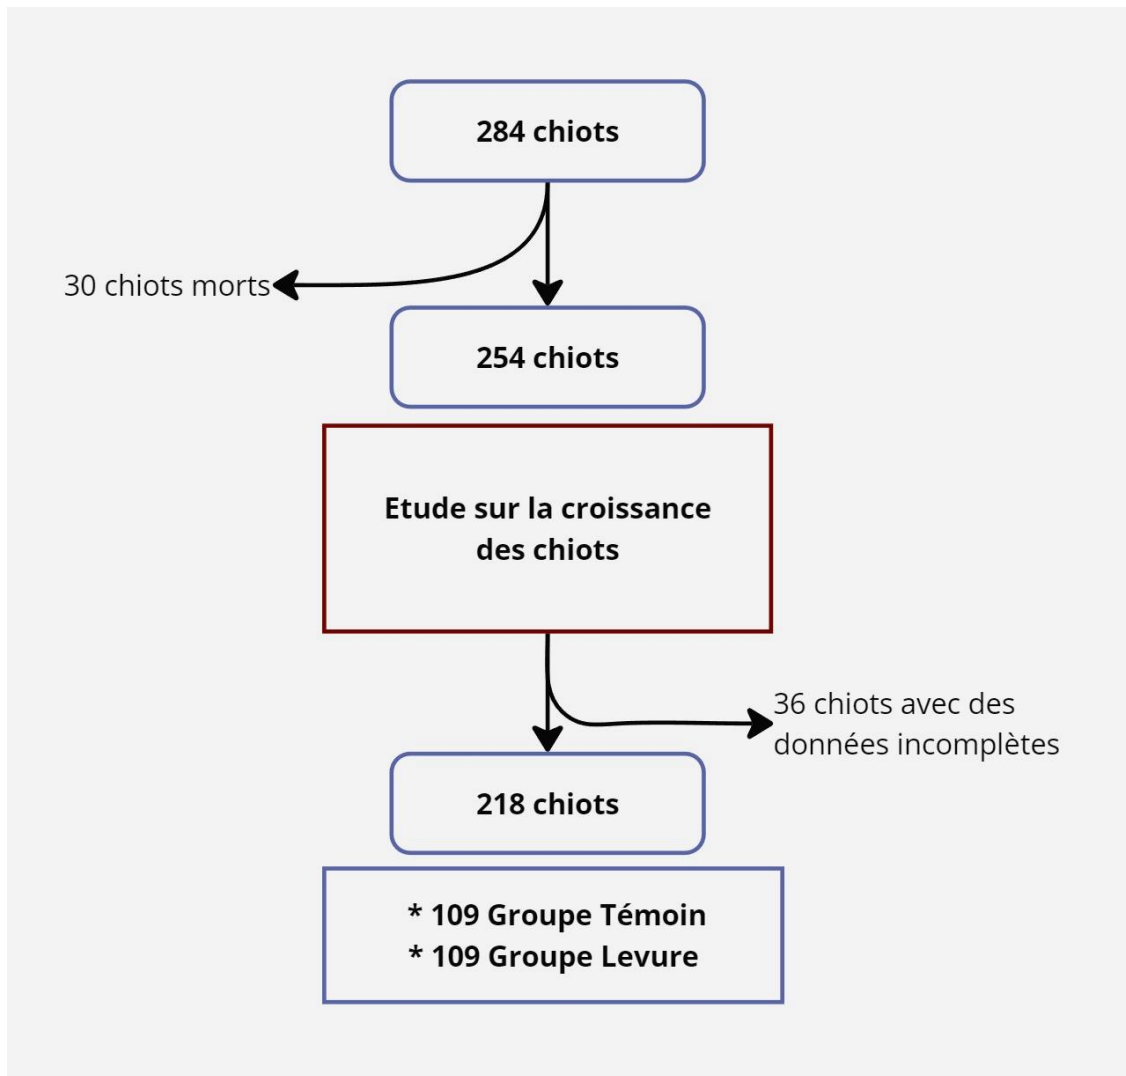 284 chiots
30 chiots morts
254 chiots
Etude sur la croissance
des chiots
36 chiots avec des
données incomplètes
218 chiots
* 109 Groupe Témoin
* 109 Groupe Levure